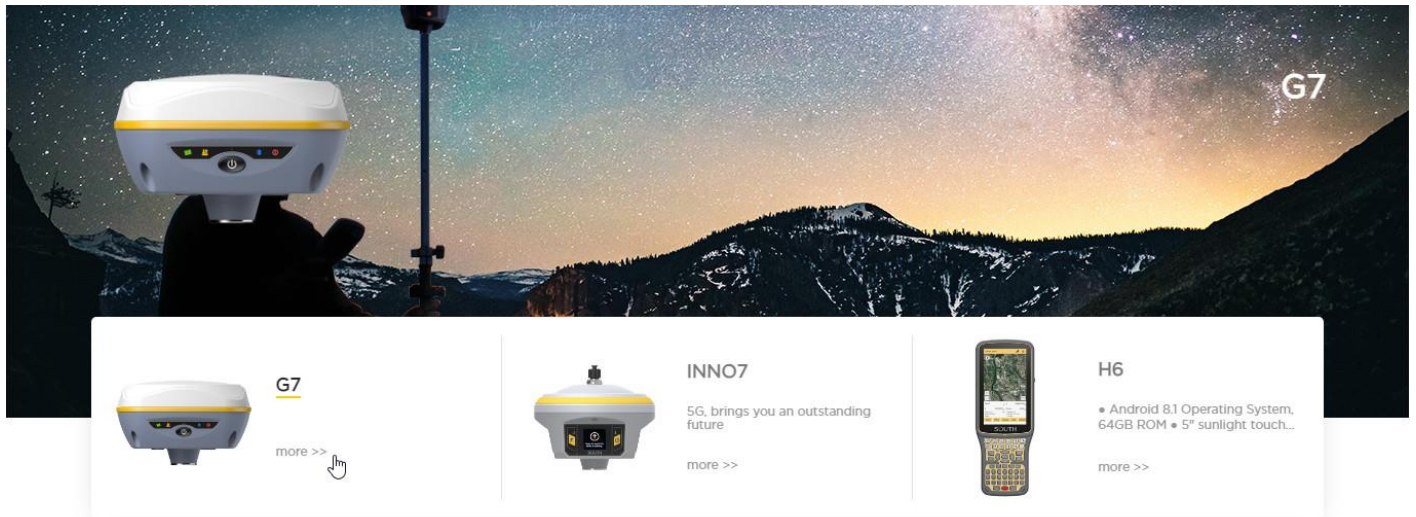 G7
G7
more >>
INNO7
5G, brings you an outstanding
future
more >>
SOUTH
H6
● Android 8.1 Operating System,
64GB ROM ● 5" sunlight touch...
more >>